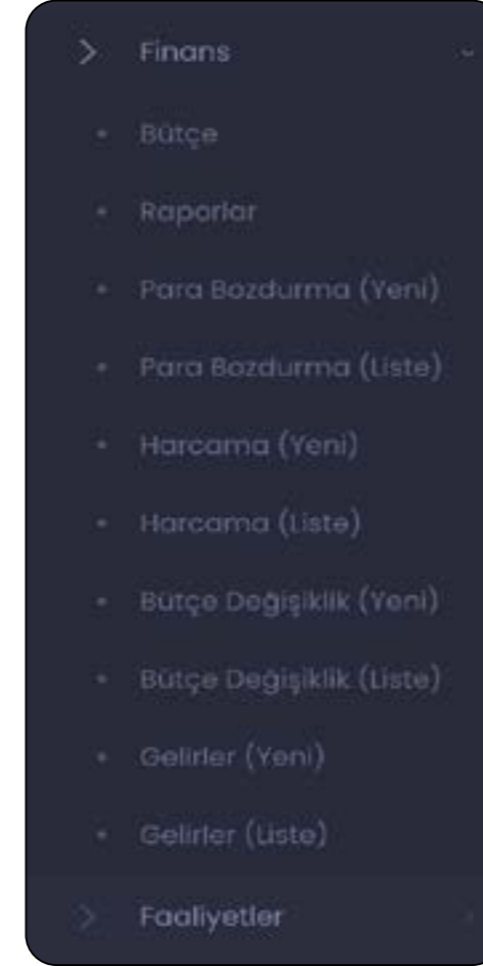 Finans
Bütçe
Raporlar
Para Bozdurma (Yeni)
Para Bozdurma (Liste)
Harcama (Yeni)
Harcama (Liste)
Bütçe Değişiklik (Yeni)
Bütçe Değişiklik (Liste)
Gelirler (Yeni)
Gelirler (Liste)
Faaliyetler